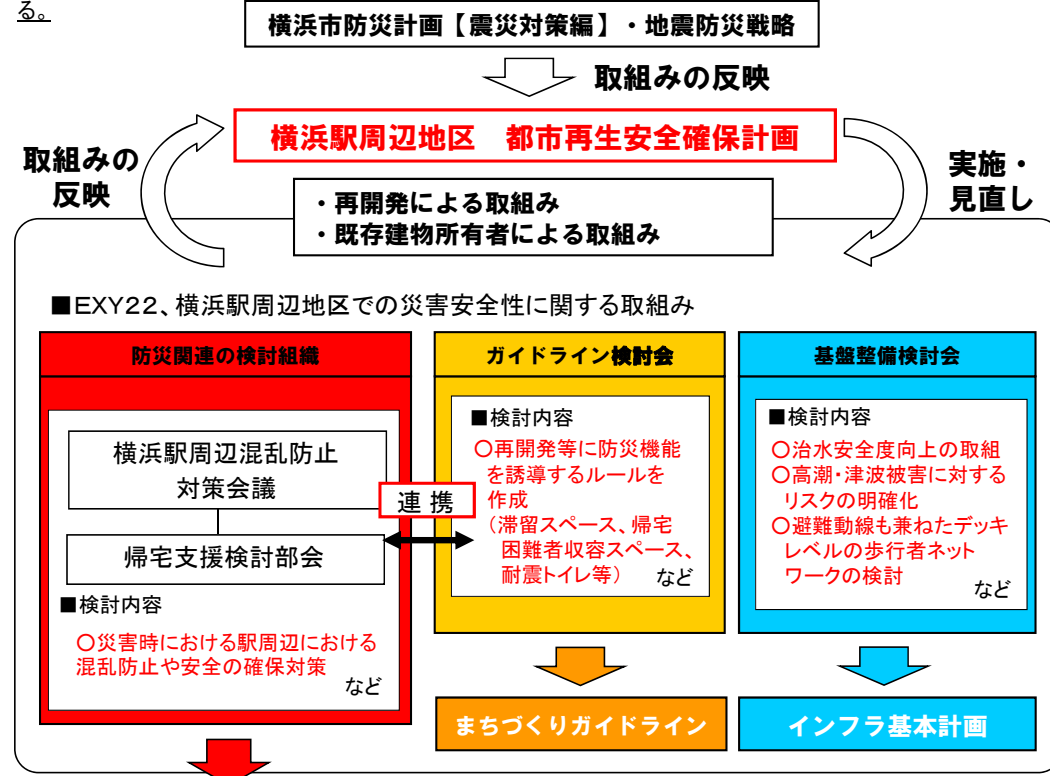 る。
横浜市防災計画【震災対策編】・地震防災戦略
取組みの反映
横浜駅周辺地区　都市再生安全確保計画
取組みの
反映
実施・
見直し
・再開発による取組み
・既存建物所有者による取組み
■EXY22、横浜駅周辺地区での災害安全性に関する取組み
防災関連の検討組織
横浜駅周辺混乱防止
対策会議
帰宅支援検討部会
■検討内容
○災害時における駅周辺における
混乱防止や安全の確保対策
など
連 携
ガイドライン検討会
■検討内容
○再開発等に防災機能
を誘導するルールを
作成
（滞留スペース、帰宅
困難者収容スペース、
耐震トイレ等）
など
まちづくりガイドライン
基盤整備検討会
■検討内容
○治水安全度向上の取組
○高潮・津波被害に対する
リスクの明確化
○避難動線も兼ねたデッキ
レベルの歩行者ネット
ワークの検討
など
インフラ基本計画